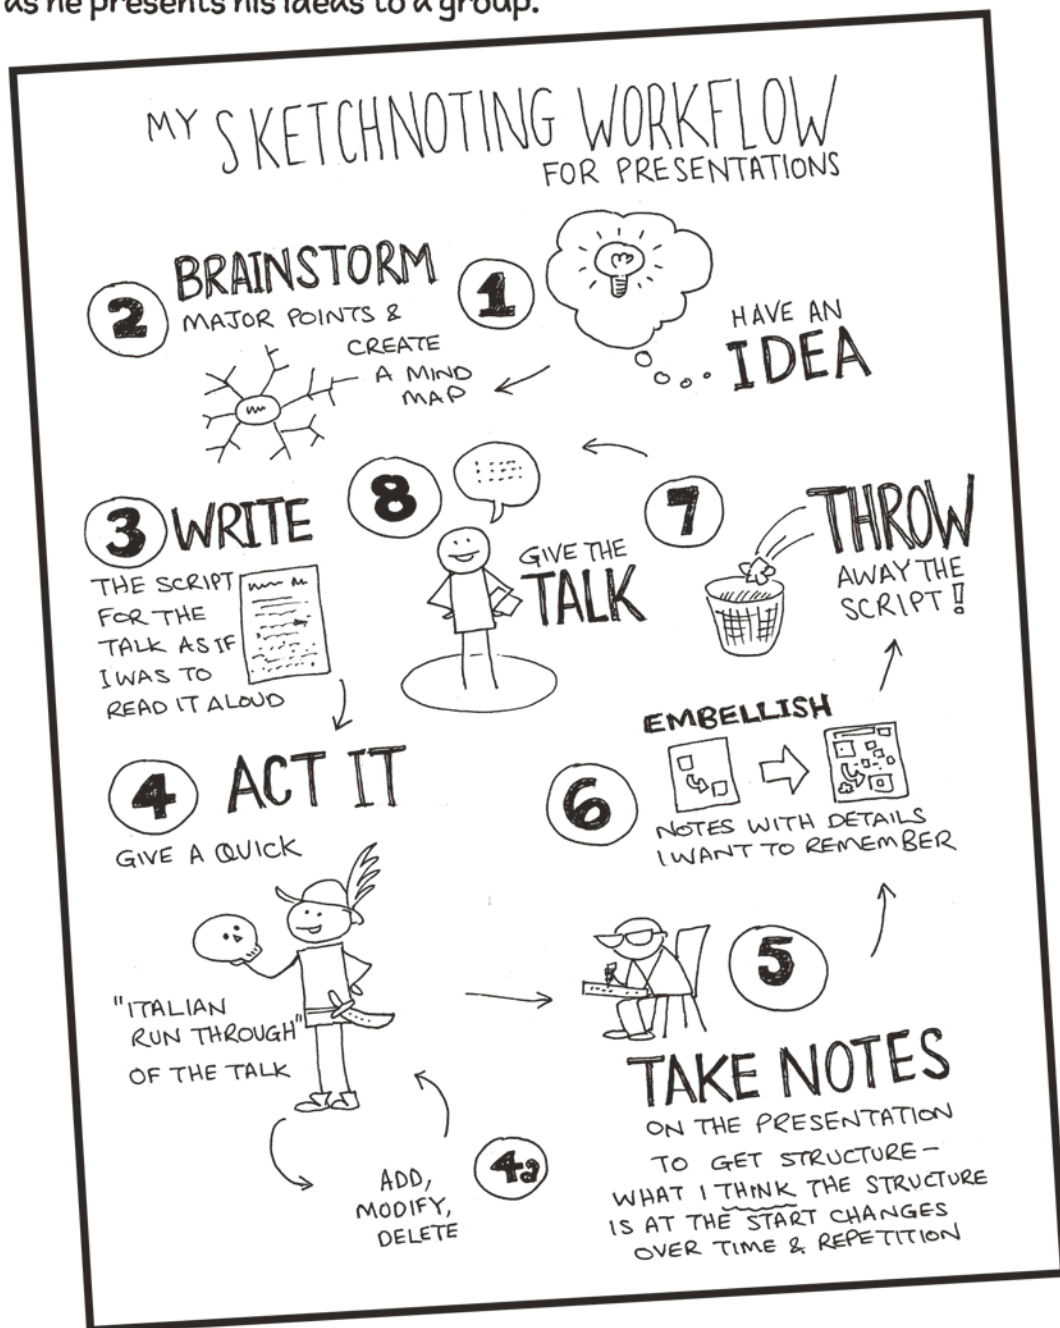 as he presents his ideas to a group.
MY SKETCHNOTING WORKFLOW
FOR PRESENTATIONS
1
HAVE AN
IDEA
2
BRAINSTORM
MAJOR POINTS &
CREATE
A MIND
MAP
3 WRITE
THE SCRIPT
FOR THE
TALK AS IF
I WAS TO
READ IT ALOUD
4 ACT IT
GIVE A QUICK
"ITALIAN
RUN THROUGH"
OF THE TALK
4a
ADD,
MODIFY,
DELETE
5
TAKE NOTES
ON THE PRESENTATION
TO GET STRUCTURE-
WHAT I THINK THE STRUCTURE
IS AT THE START CHANGES
OVER TIME & REPETITION
6
EMBELLISH
NOTES WITH DETAILS
I WANT TO REMEMBER
7
THROW
AWAY THE
SCRIPT!
8
GIVE THE
TALK